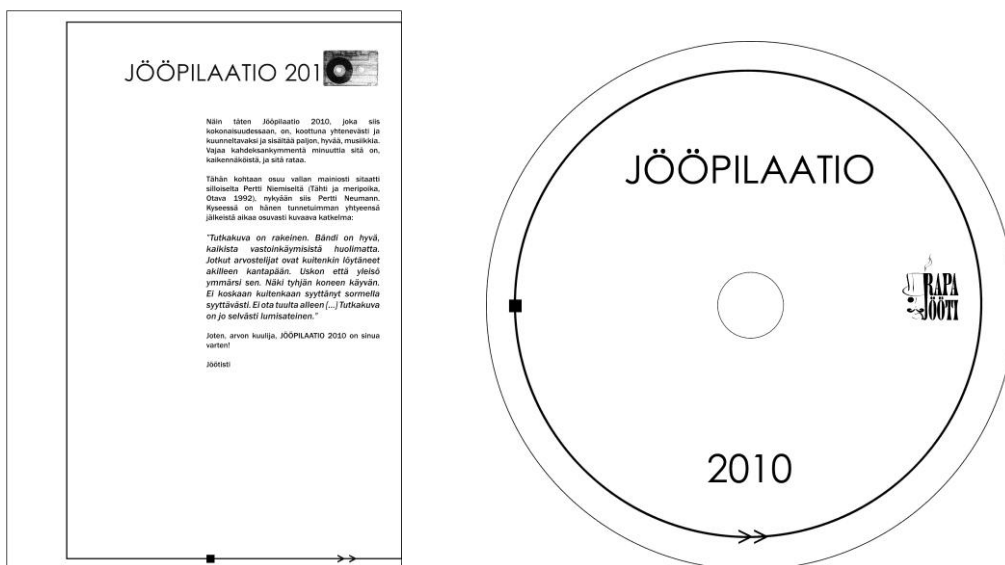 JÖÖPILAATIO 201
Näin täten Jööpilaatio 2010, joka siis
kokonaisuudessaan, on, koottuna yhtenevästi ja
kuunneltavaksi ja sisältää paljon, hyvää, musiikkia.
Vajaa kahdeksankymmentä minuuttia sitä on,
kaikennäköistä, ja sitä rataa.
Tähän kohtaan osuu vallan mainiosti sitaatti
silloiselta Pertti Niemiseltä (Tähti ja meripoika,
Otava 1992), nykyään siis Pertti Neumann.
Kyseessä on hänen tunnetuimman yhtyeensä
jälkeistä aikaa osuvasti kuvaava katkelma:
"Tutkakuva on rakeinen. Bändi on hyvä,
kaikista vastoinkäymisistä huolimatta.
Jotkut arvostelijat ovat kuitenkin löytäneet
akilleen kantapään. Uskon että yleisö
ymmärsi sen. Näki tyhjän koneen käyvän.
Ei koskaan kuitenkaan syyttänyt sormella
syyttävästi. Ei ota tuulta alleen [...] Tutkakuva
on jo selvästi lumisateinen."
Joten, arvon kuulija, JÖÖPILAATIO 2010 on sinua
varten!
Jöötisti
JÖÖPILAATIO
RAPA
JÖÖTI
2010